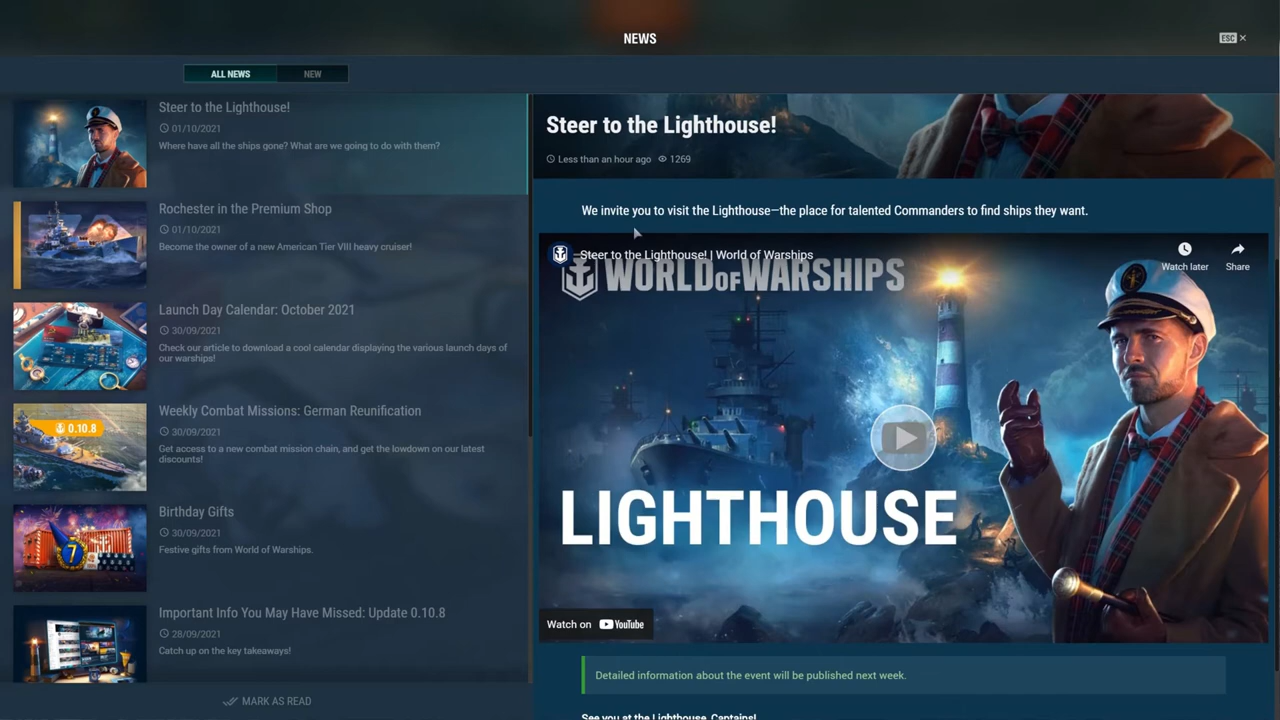 NEWS
ESC ×
ALL NEWS
NEW
Steer to the Lighthouse!
01/10/2021
Where have all the ships gone? What are we going to do with them?
Rochester in the Premium Shop
01/10/2021
Become the owner of a new American Tier VIII heavy cruiser!
Launch Day Calendar: October 2021
30/09/2021
Check our article to download a cool calendar displaying the various launch days of
our warships!
0.10.8
Weekly Combat Missions: German Reunification
30/09/2021
Get access to a new combat mission chain, and get the lowdown on our latest
discounts!
7
Birthday Gifts
30/09/2021
Festive gifts from World of Warships.
Important Info You May Have Missed: Update 0.10.8
28/09/2021
Catch up on the key takeaways!
MARK AS READ
Steer to the Lighthouse!
Less than an hour ago 1269
We invite you to visit the Lighthouse—the place for talented Commanders to find ships they want.
Steer to the Lighthouse! | World of Warships
WORLD OF WARSHIPS
Watch later
Share
LIGHTHOUSE
Watch on YouTube
Detailed information about the event will be published next week.
See you at the Lighthouse, Captains!